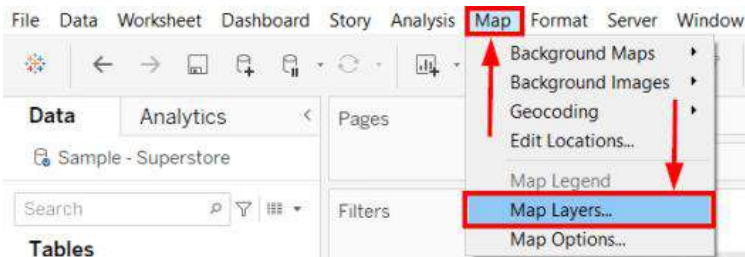 File Data Worksheet Dashboard Story Analysis Map Format Server Window
Background Maps
Background Images
Geocoding
Edit Locations...
Map Legend
Map Layers...
Map Options...
Data Analytics
Pages
Sample - Superstore
Search
Filters
Tables